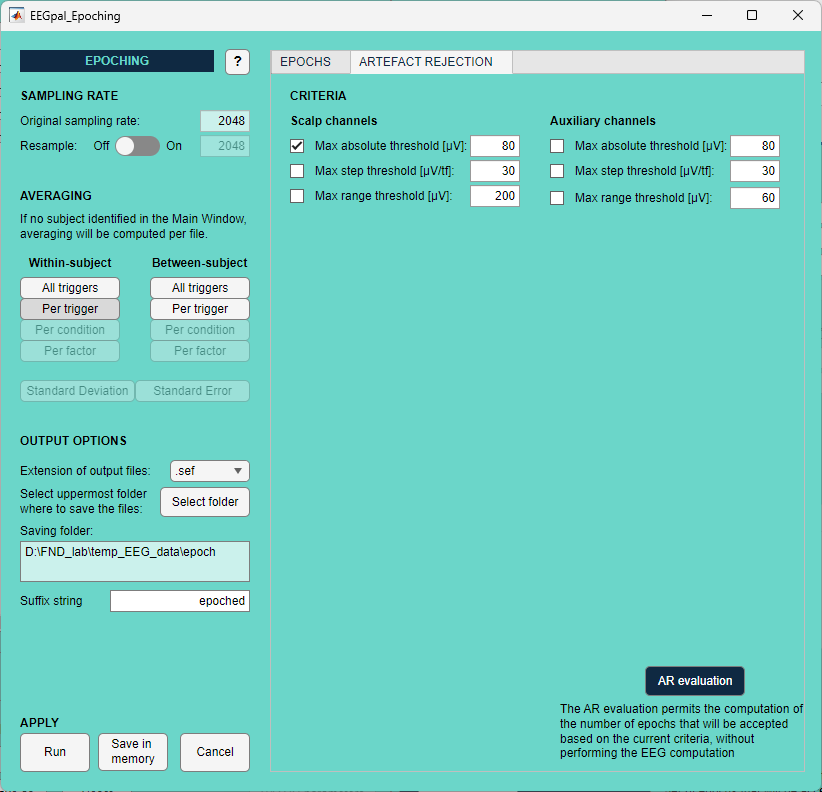 EEGpal_Epoching
EPOCHING
?
SAMPLING RATE
Original sampling rate: 2048
Resample: Off On 2048
AVERAGING
If no subject identified in the Main Window,
averaging will be computed per file.
Within-subject Between-subject
All triggers All triggers
Per trigger Per trigger
Per condition Per condition
Per factor Per factor
Standard Deviation Standard Error
OUTPUT OPTIONS
Extension of output files: .sef
Select uppermost folder
where to save the files:
Select folder
Saving folder:
D:\FND_lab\temp_EEG_data\epoch
Suffix string epoched
APPLY
Run
Save in
memory
Cancel
EPOCHS ARTEFACT REJECTION
CRITERIA
Scalp channels
Max absolute threshold [µV]: 80
Max step threshold [µV/tf]: 30
Max range threshold [µV]: 200
Auxiliary channels
Max absolute threshold [µV]: 80
Max step threshold [µV/tf]: 30
Max range threshold [µV]: 60
AR evaluation
The AR evaluation permits the computation of
the number of epochs that will be accepted
based on the current criteria, without
performing the EEG computation